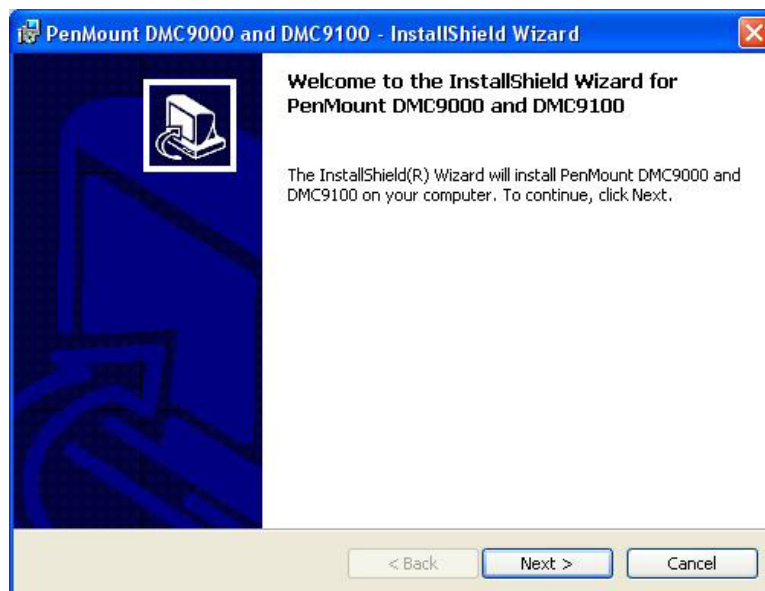 PenMount DMC9000 and DMC9100 - InstallShield Wizard
Welcome to the InstallShield Wizard for
PenMount DMC9000 and DMC9100
The InstallShield(R) Wizard will install PenMount DMC9000 and
DMC9100 on your computer. To continue, click Next.
< Back
Next >
Cancel